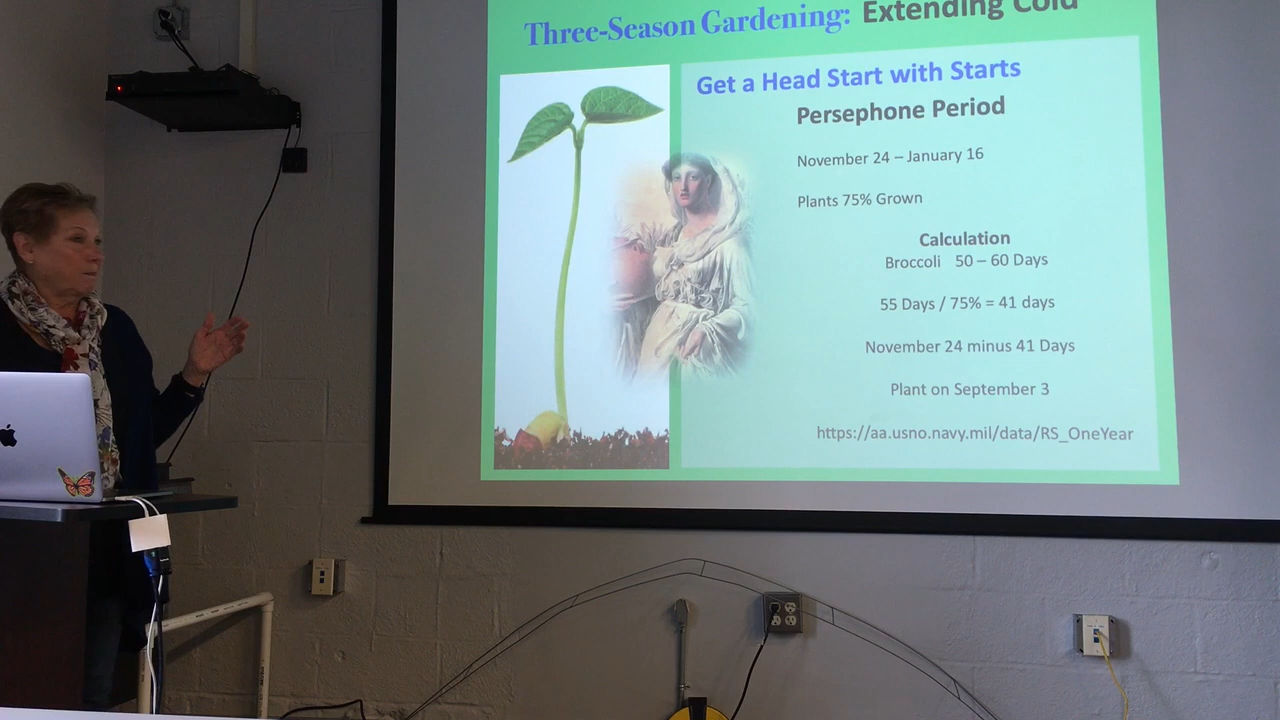 Three-Season Gardening: Extending Cold
Get a Head Start with Starts
Persephone Period
November 24 – January 16
Plants 75% Grown
Calculation
Broccoli 50 – 60 Days
55 Days / 75% = 41 days
November 24 minus 41 Days
Plant on September 3
https://aa.usno.navy.mil/data/RS_OneYear